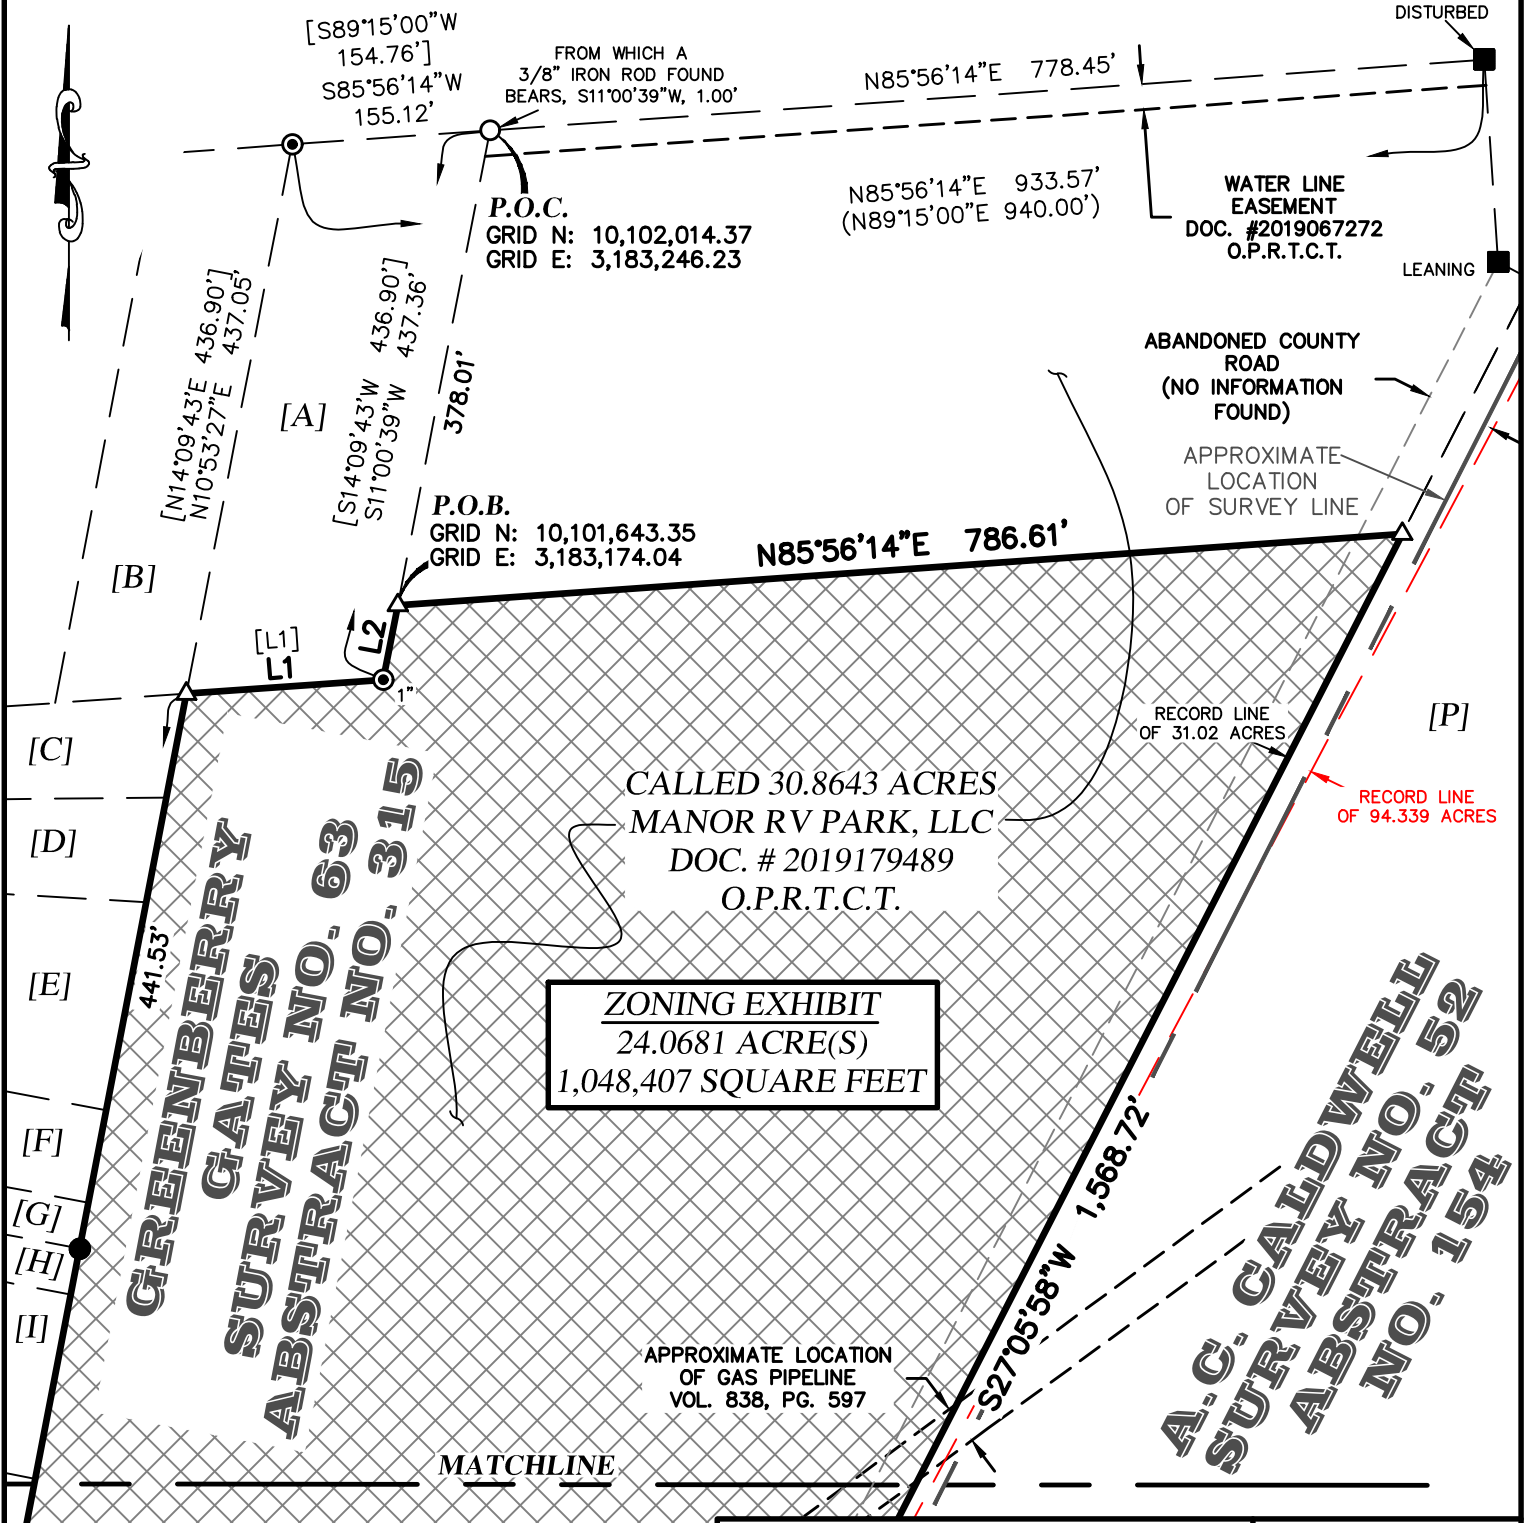 DISTURBED
[S89°15'00"W
154.76']
S85°56'14"W
155.12'
FROM WHICH A
3/8" IRON ROD FOUND
BEARS, S11°00'39"W, 1.00'
N85°56'14"E 778.45'
N85°56'14"E 933.57'
(N89°15'00"E 940.00')
WATER LINE
EASEMENT
DOC. #2019067272
O.P.R.T.C.T.
P.O.C.
GRID N: 10,102,014.37
GRID E: 3,183,246.23
LEANING
[N14°09'43"E 436.90']
N10°53'27"E 437.05'
[S14°09'43"W 436.90']
S11°00'39"W 437.36'
378.01'
ABANDONED COUNTY
ROAD
(NO INFORMATION
FOUND)
[A]
APPROXIMATE
LOCATION
OF SURVEY LINE
P.O.B.
GRID N: 10,101,643.35
GRID E: 3,183,174.04
N85°56'14"E 786.61'
[B]
[L1]
L1
L2
1"
[C]
RECORD LINE
OF 31.02 ACRES
[P]
RECORD LINE
OF 94.339 ACRES
CALLED 30.8643 ACRES
MANOR RV PARK, LLC
DOC. # 2019179489
O.P.R.T.C.T.
[D]
[E]
441.53'
GREENBERRY
GATES
SURVEY NO. 63
ABSTRACT NO. 315
ZONING EXHIBIT
24.0681 ACRE(S)
1,048,407 SQUARE FEET
[F]
[G]
[H]
[I]
S27°05'58"W 1,568.72'
A.C. CALDWELL
SURVEY NO. 52
ABSTRACT
NO. 154
APPROXIMATE LOCATION
OF GAS PIPELINE
VOL. 838, PG. 597
MATCHLINE